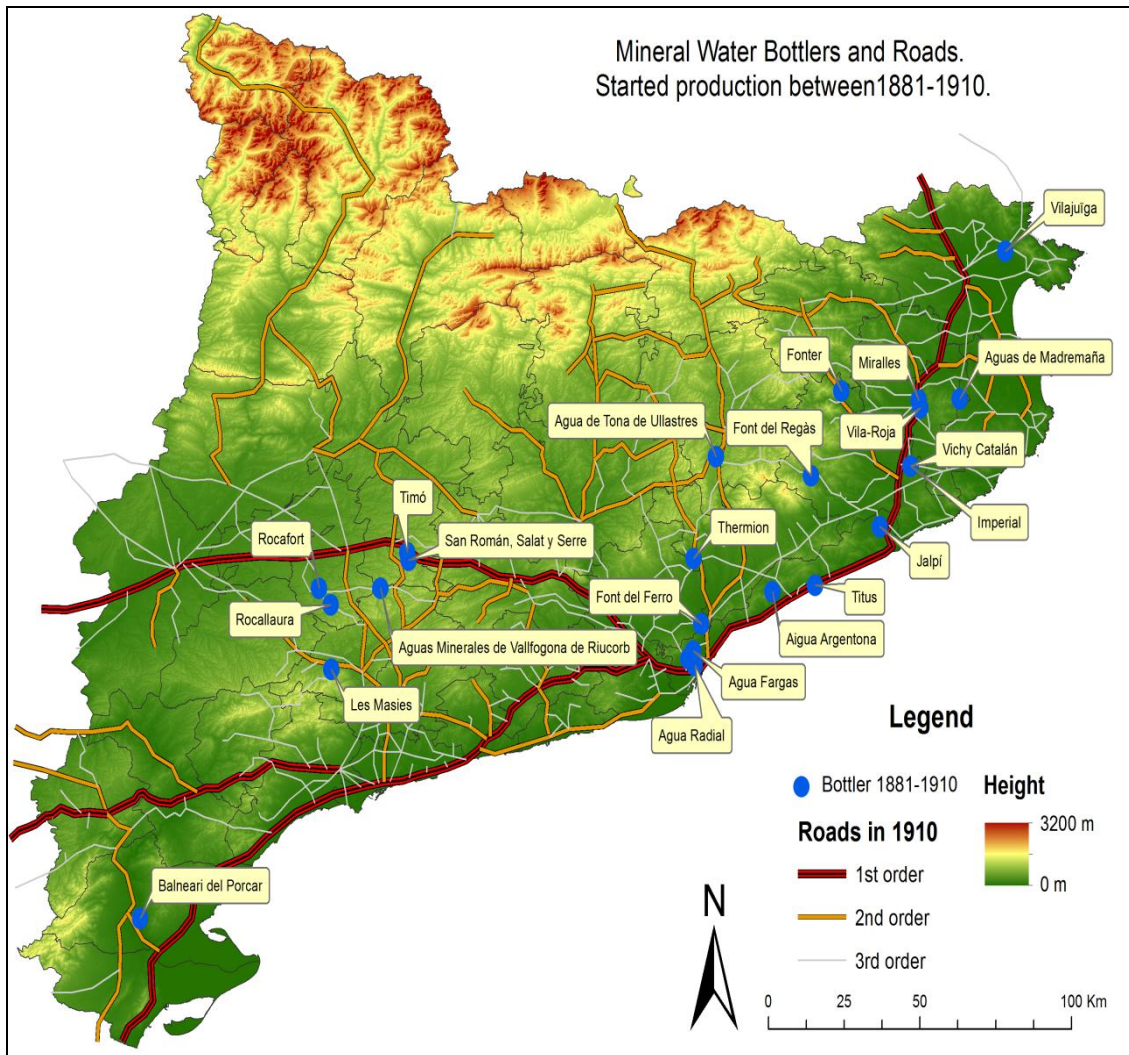 Mineral Water Bottlers and Roads.
Started production between1881-1910.
Vilajuïga
Fonter
Miralles
Aguas de Madremaña
Agua de Tona de Ullastres
Font del Regàs
Vila-Roja
Vichy Catalán
Timó
Imperial
Rocafort
San Román, Salat y Serre
Thermion
Jalpí
Font del Ferro
Titus
Rocallaura
Aigua Argentona
Aguas Minerales de Vallfogona de Riucorb
Agua Fargas
Les Masies
Agua Radial
Balneari del Porcar
Legend
Bottler 1881-1910
Height
3200 m
0 m
Roads in 1910
1st order
2nd order
3rd order
N
0 25 50 100 Km